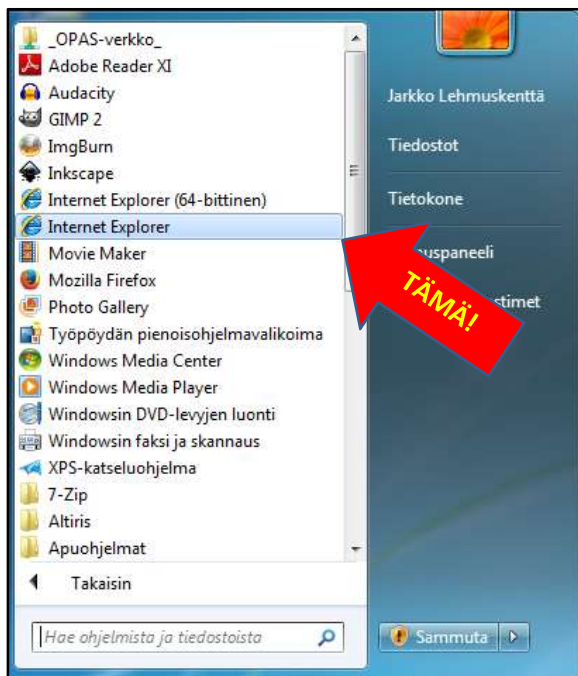 _OPAS-verkko_
Adobe Reader XI
Audacity
GIMP 2
ImgBurn
Inkscape
Internet Explorer (64-bittinen)
Internet Explorer
Movie Maker
Mozilla Firefox
Photo Gallery
Työpöydän pienoisohjelmavalikoima
Windows Media Center
Windows Media Player
Windowsin DVD-levyjen luonti
Windowsin faksi ja skannaus
XPS-katseluohjelma
7-Zip
Altiris
Apuohjelmat
Takaisin
Hae ohjelmista ja tiedostoista
Jarkko Lehmuskenttä
Tiedostot
Tietokone
TÄMÄ!
Sammuta